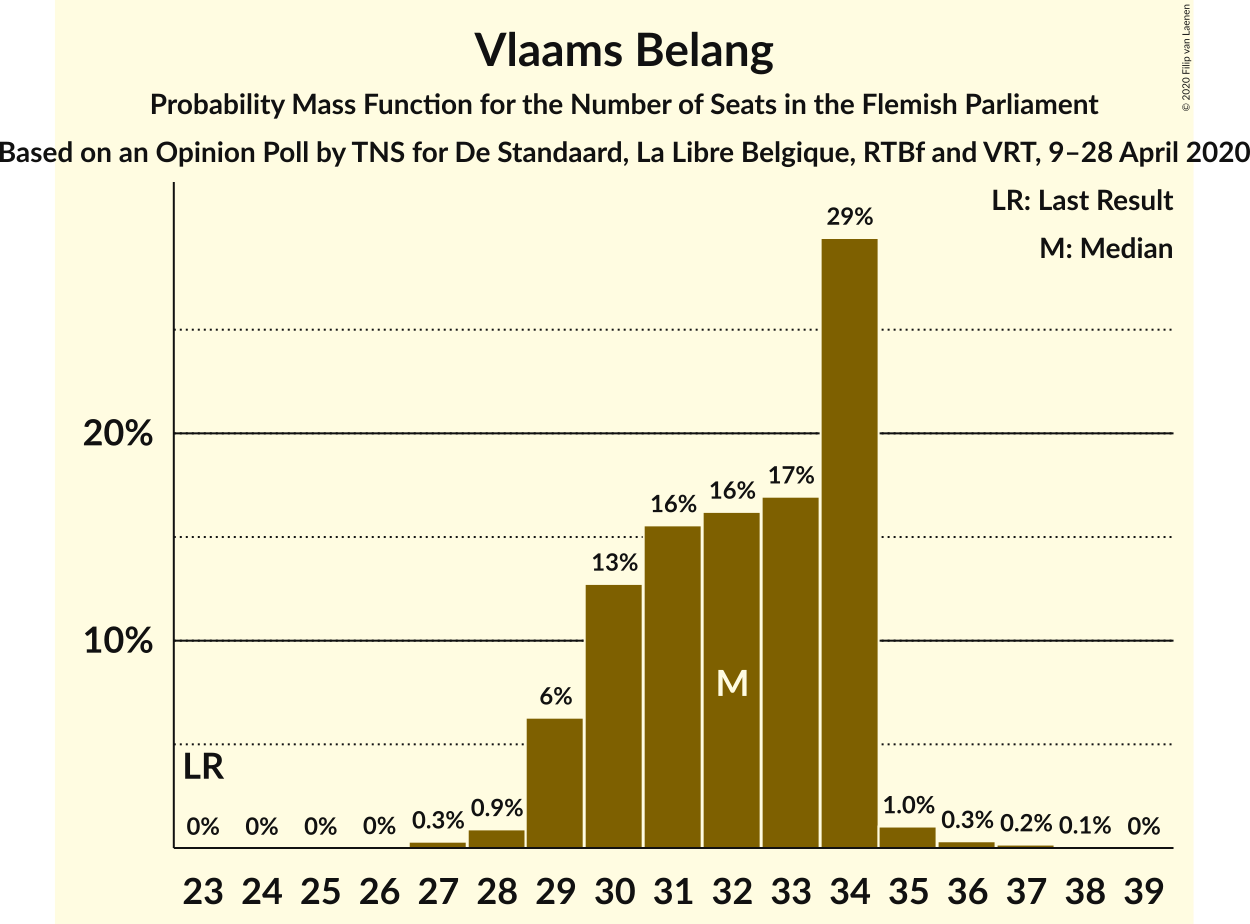 Vlaams Belang
Probability Mass Function for the Number of Seats in the Flemish Parliament
Based on an Opinion Poll by TNS for De Standaard, La Libre Belgique, RTBf and VRT, 9–28 April 2020
© 2020 Filip van Laenen
LR: Last Result
M: Median
29%
20%
17%
16%
16%
13%
10%
M
6%
LR
0% 0% 0% 0% 0.3% 0.9% 1.0% 0.3% 0.2% 0.1% 0%
23 24 25 26 27 28 29 30 31 32 33 34 35 36 37 38 39